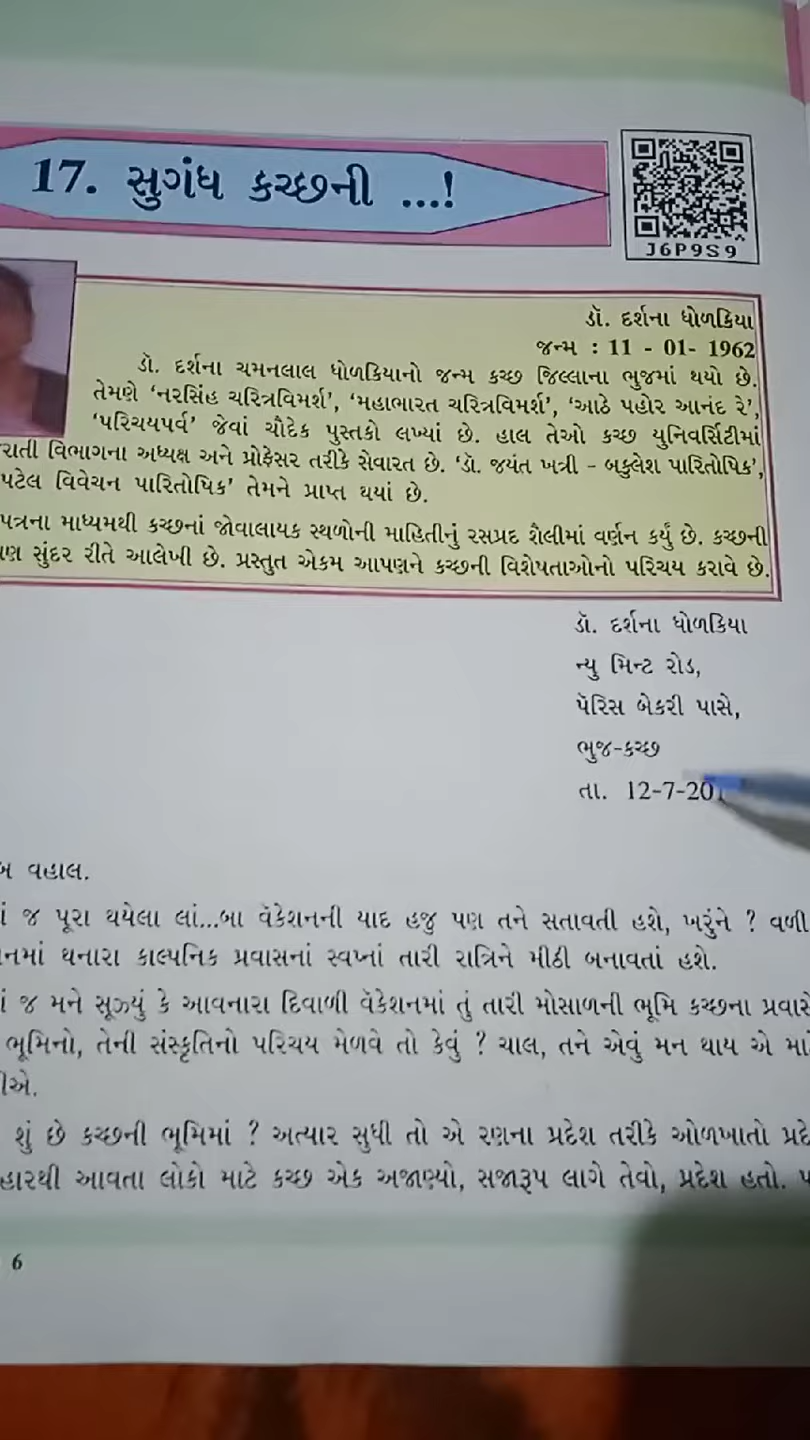 17. સુગંધ કચ્છની ...!
J6P9S9
ડૉ. દર્શના ધોળકિયા
જન્મ : 11 - 01- 1962
ડૉ. દર્શના ચમનલાલ ધોળકિયાનો જન્મ કચ્છ જિલ્લાના ભુજમાં થયો છે.
તેમણે ‘નરસિંહ ચરિત્રવિમર્શ’, ‘મહાભારત ચરિત્રવિમર્શ’, ‘આઠે પહોર આનંદ રે’,
‘પરિચયપર્વ’ જેવાં ચૌદેક પુસ્તકો લખ્યાં છે. હાલ તેઓ કચ્છ યુનિવર્સિટીમાં
વિભાગના અધ્યક્ષ અને પ્રોફેસર તરીકે સેવારત છે. ‘ડૉ. જયંત ખત્રી - બકુલેશ પારિતોષિક’,
પટેલ વિવેચન પારિતોષિક’ તેમને પ્રાપ્ત થયાં છે.
પત્રના માધ્યમથી કચ્છનાં જોવાલાયક સ્થળોની માહિતીનું રસપ્રદ શૈલીમાં વર્ણન કર્યું છે. કચ્છની
સુંદર રીતે આલેખી છે. પ્રસ્તુત એકમ આપણને કચ્છની વિશેષતાઓનો પરિચય કરાવે છે.
ડૉ. દર્શના ધોળકિયા
ન્યુ મિન્ટ રોડ,
પૅરિસ બેકરી પાસે,
ભુજ-કચ્છ
તા. 12-7-201
વહાલ.
જ પૂરા થયેલા લાં...બા વૅકેશનની યાદ હજુ પણ તને સતાવતી હશે, ખરુંને ? વળી
થનારા કાલ્પનિક પ્રવાસનાં સ્વપ્નાં તારી રાત્રિને મીઠી બનાવતાં હશે.
જ મને સૂઝ્યું કે આવનારા દિવાળી વૅકેશનમાં તું તારી મોસાળની ભૂમિ કચ્છના
ભૂમિનો, તેની સંસ્કૃતિનો પરિચય મેળવે તો કેવું ? ચાલ, તને એવું મન થાય એ
શું છે કચ્છની ભૂમિમાં ? અત્યાર સુધી તો એ રણના પ્રદેશ તરીકે ઓળખાતો
આવતા લોકો માટે કચ્છ એક અજાણ્યો, સજારૂપ લાગે તેવો, પ્રદેશ હતો.
6